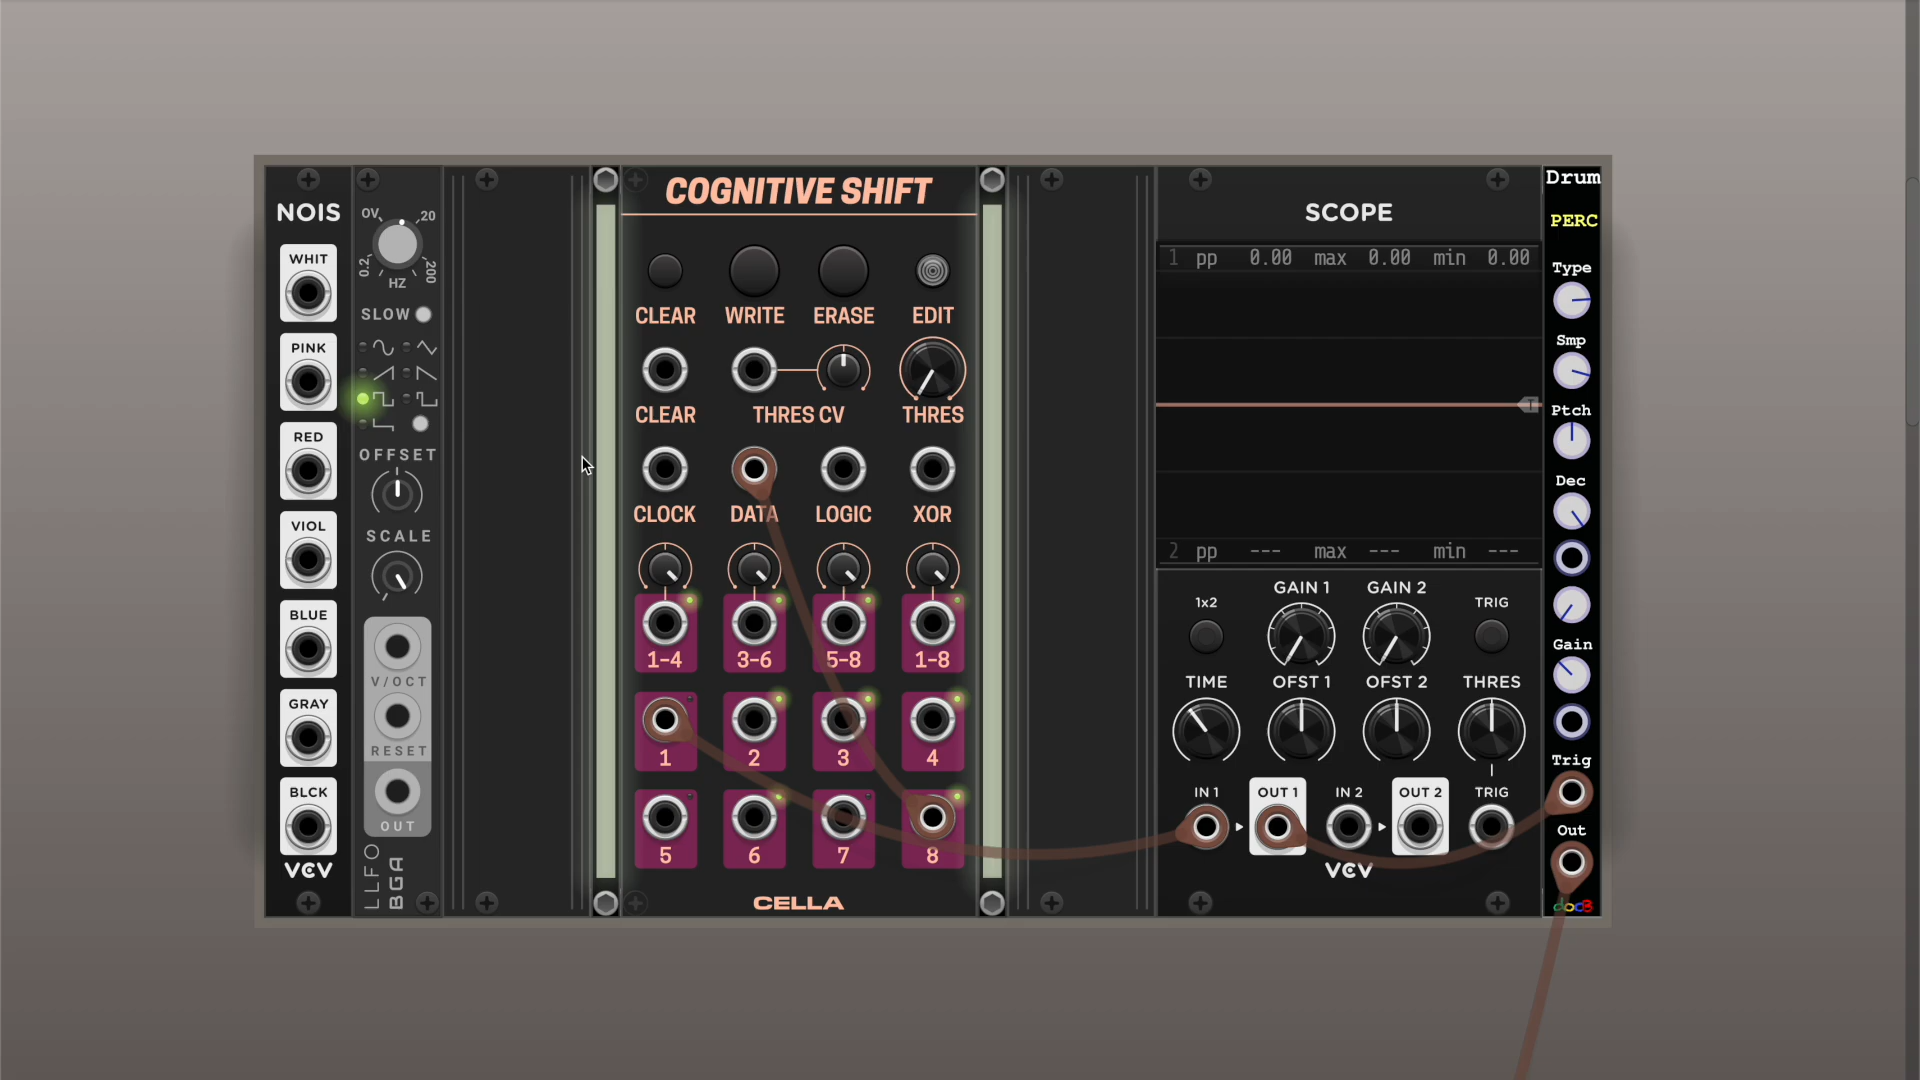 NOIS
WHIT
PINK
RED
VIOL
BLUE
GRAY
BLCK
VCV
0V
20
0.2
200
HZ
SLOW
OFFSET
SCALE
V/OCT
RESET
OUT
LLFO
BGA
COGNITIVE SHIFT
CLEAR WRITE ERASE EDIT
CLEAR THRES CV THRES
CLOCK DATA LOGIC XOR
1-4 3-6 5-8 1-8
1 2 3 4
5 6 7 8
CELLA
SCOPE
1 pp 0.00 max 0.00 min 0.00
T
2 pp --- max --- min ---
1x2 GAIN 1 GAIN 2 TRIG
TIME OFST 1 OFST 2 THRES
IN 1 OUT 1 IN 2 OUT 2 TRIG
VCV
Drum
PERC
Type
Smp
Ptch
Dec
Gain
Trig
Out
docB